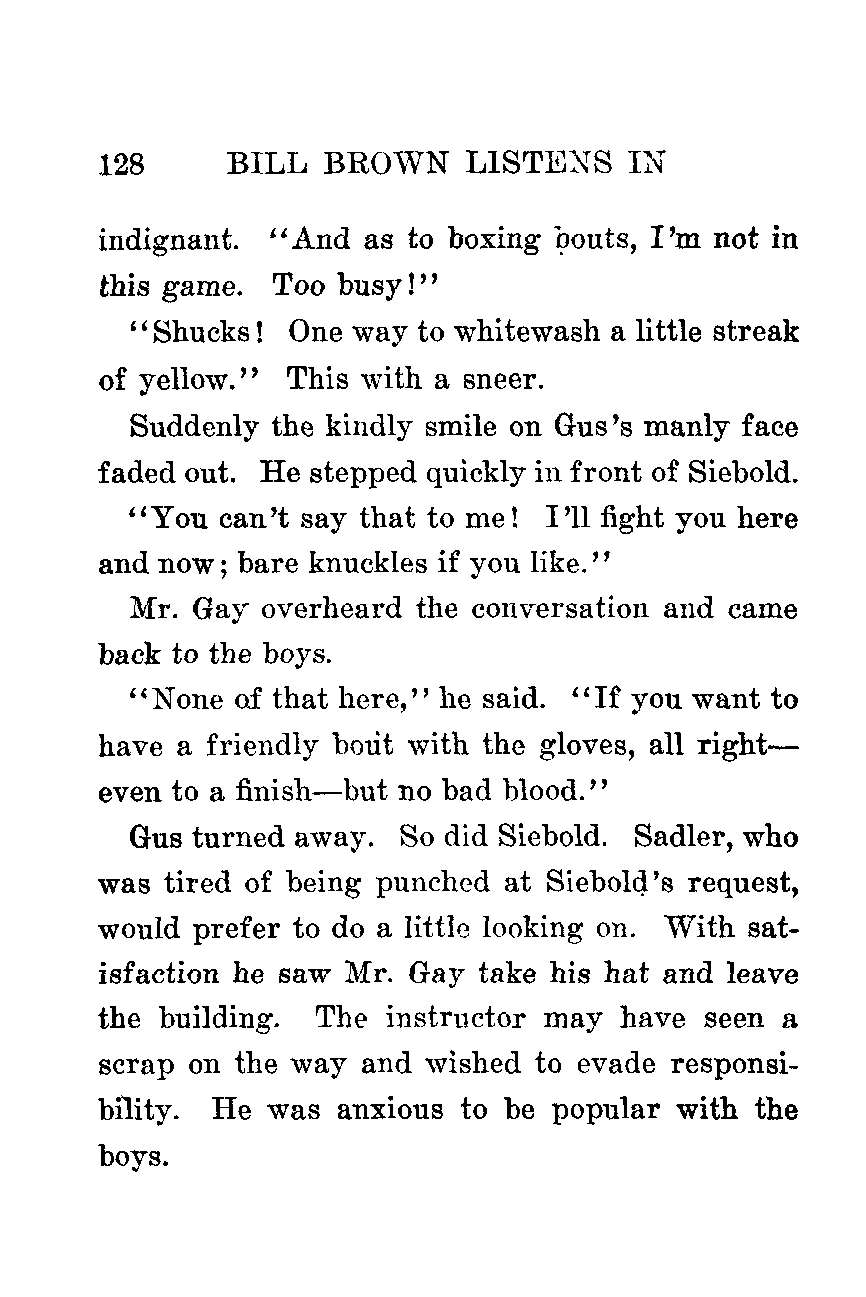 128 BILL BROWN LISTENS IN
indignant. "And as to boxing bouts, I'm not in
this game. Too busy!"
"Shucks! One way to whitewash a little streak
of yellow." This with a sneer.
Suddenly the kindly smile on Gus's manly face
faded out. He stepped quickly in front of Siebold.
"You can't say that to me! I'll fight you here
and now; bare knuckles if you like."
Mr. Gay overheard the conversation and came
back to the boys.
"None of that here," he said. "If you want to
have a friendly bout with the gloves, all right—
even to a finish—but no bad blood."
Gus turned away. So did Siebold. Sadler, who
was tired of being punched at Siebold's request,
would prefer to do a little looking on. With sat-
isfaction he saw Mr. Gay take his hat and leave
the building. The instructor may have seen a
scrap on the way and wished to evade responsi-
bility. He was anxious to be popular with the
boys.